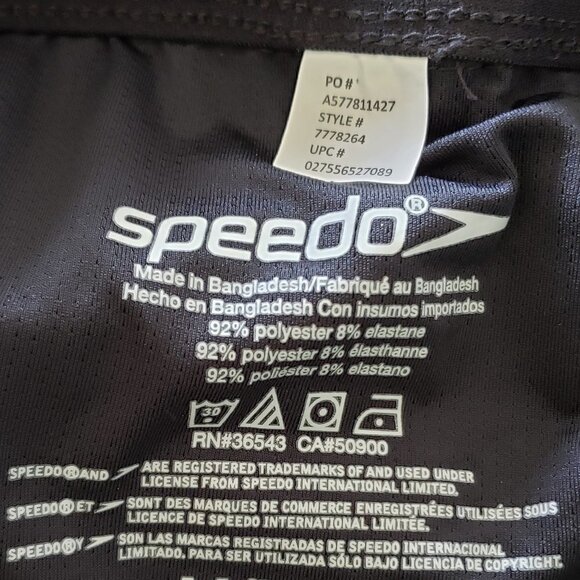 PO #
A577811427
STYLE #
7778264
UPC #
027556527089
speedo®
Made in Bangladesh/Fabriqué au Bangladesh
Hecho en Bangladesh Con insumos importados
92% polyester 8% elastane
92% polyester 8% élasthanne
92% poliéster 8% elastano
30
RN#36543 CA#50900
SPEEDO® AND ARE REGISTERED TRADEMARKS OF AND USED UNDER
LICENSE FROM SPEEDO INTERNATIONAL LIMITED.
SPEEDO® ET SONT DES MARQUES DE COMMERCE ENREGISTRÉES UTILISÉES SOUS
LICENCE DE SPEEDO INTERNATIONAL LIMITÉE.
SPEEDO® Y SON LAS MARCAS REGISTRADAS DE SPEEDO INTERNACIONAL
LIMITADO. PARA SER UTILIZADA SÓLO BAJO LICENCIA DE SPEEDO